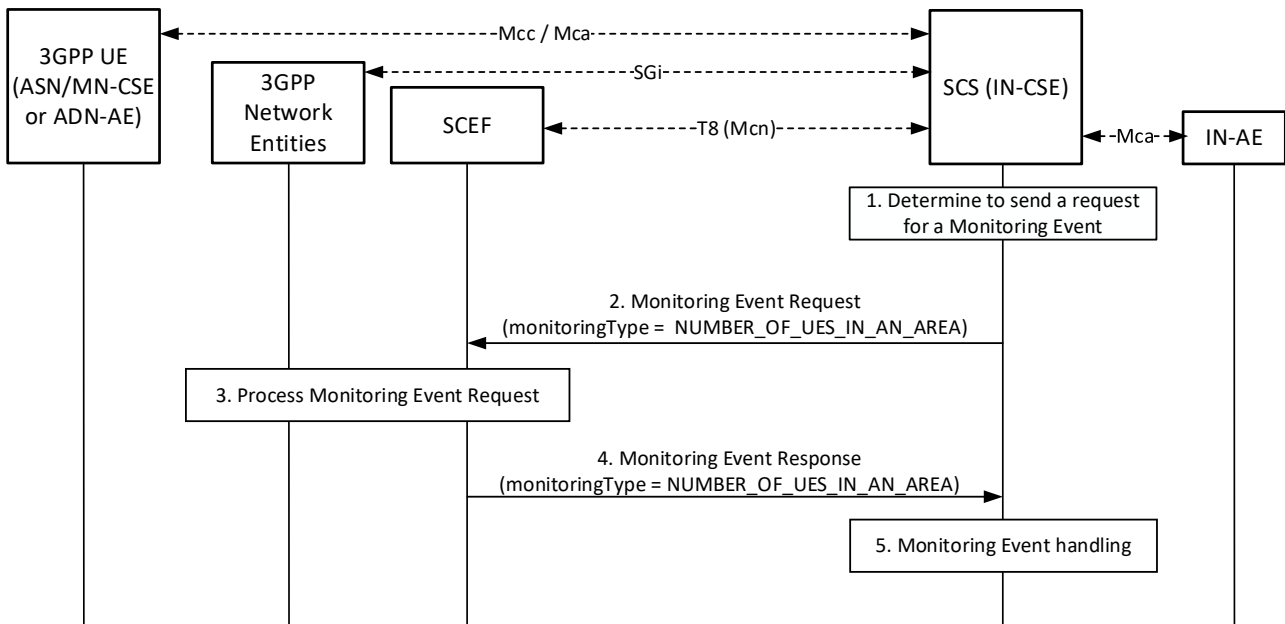 3GPP UE
(ASN/MN-CSE
or ADN-AE)
3GPP
Network
Entities
SCEF
Mcc / Mca
SGi
T8 (Mcn)
SCS (IN-CSE)
Mca
IN-AE
1. Determine to send a request
for a Monitoring Event
2. Monitoring Event Request
(monitoringType = NUMBER_OF_UES_IN_AN_AREA)
3. Process Monitoring Event Request
4. Monitoring Event Response
(monitoringType = NUMBER_OF_UES_IN_AN_AREA)
5. Monitoring Event handling